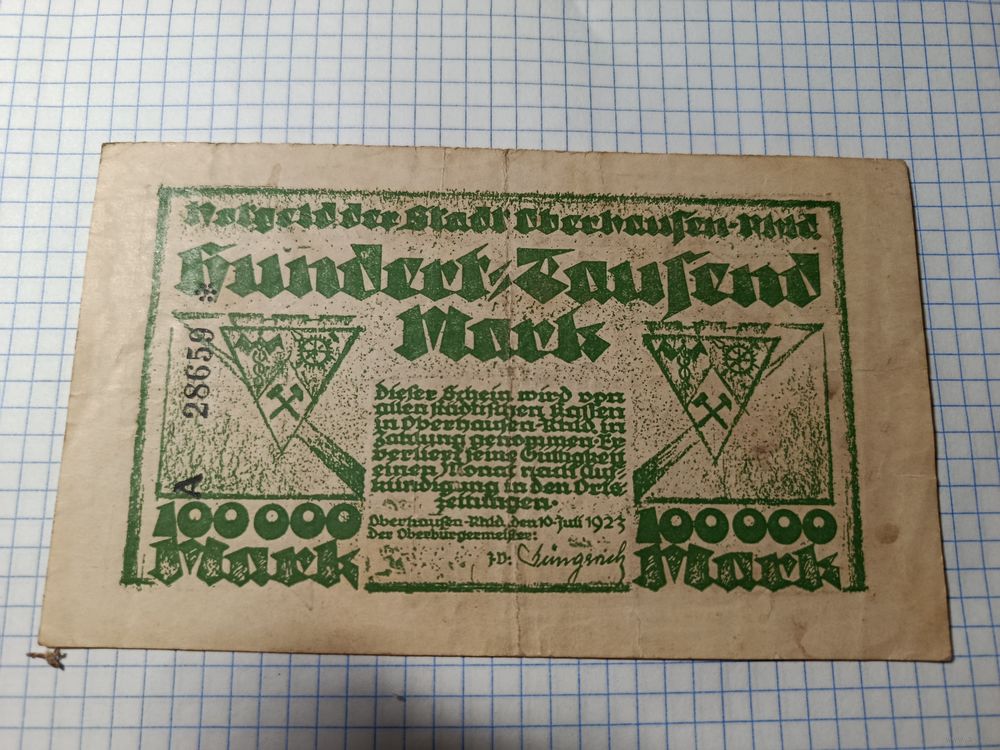 Notgeld der Stadt Oberhausen-Rhld
Hundert-Tausend
Mark
A 28659 *
Dieser Schein wird von
allen städtischen Kassen
in Oberhausen-Rhld. in
Zahlung genommen. Er
verliert seine Gültigkeit
einen Monat nach Auf-
kündigung in den Orts-
zeitungen.
Oberhausen-Rhld, den 10. Juli 1923
Der Oberbürgermeister:
J.V.:
100 000
Mark
100 000
Mark